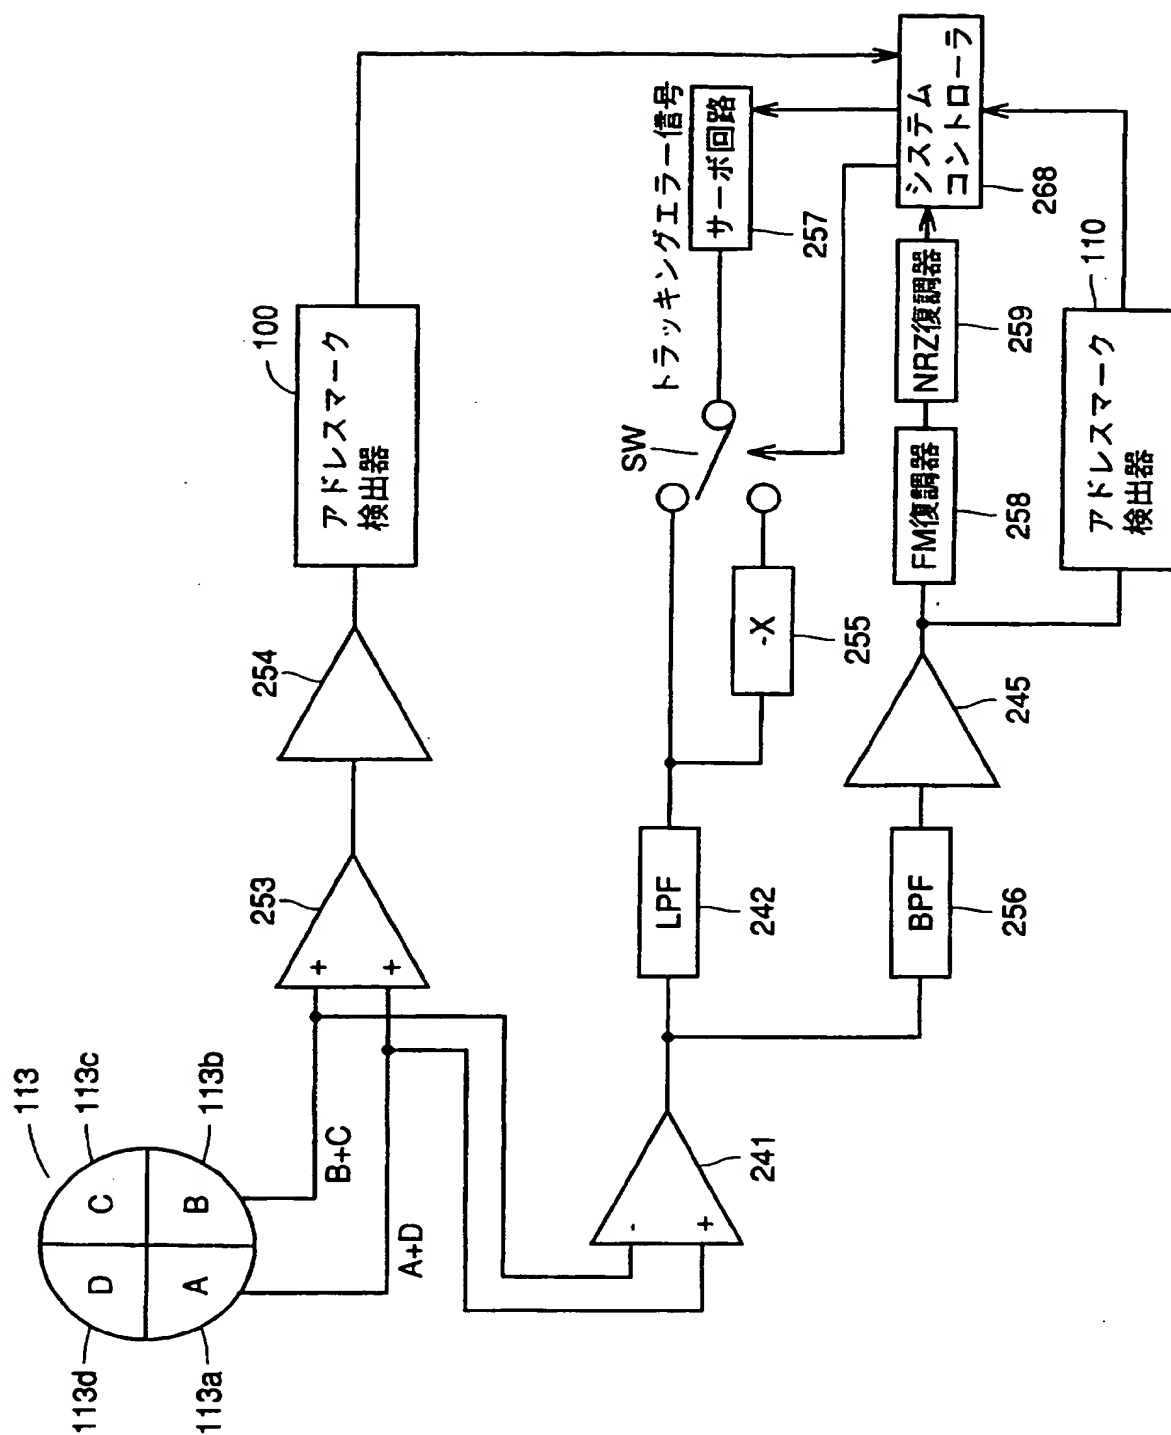 113
113c
113b
113d
113a
C
B
D
A
B+C
A+D
253
+
+
254
100
アドレスマーク
検出器
241
-
+
LPF
242
-X
255
SW
トラッキングエラー信号
サーボ回路
257
BPF
256
245
FM復調器
258
NRZ復調器
259
システム
コントローラ
268
アドレスマーク
検出器
110